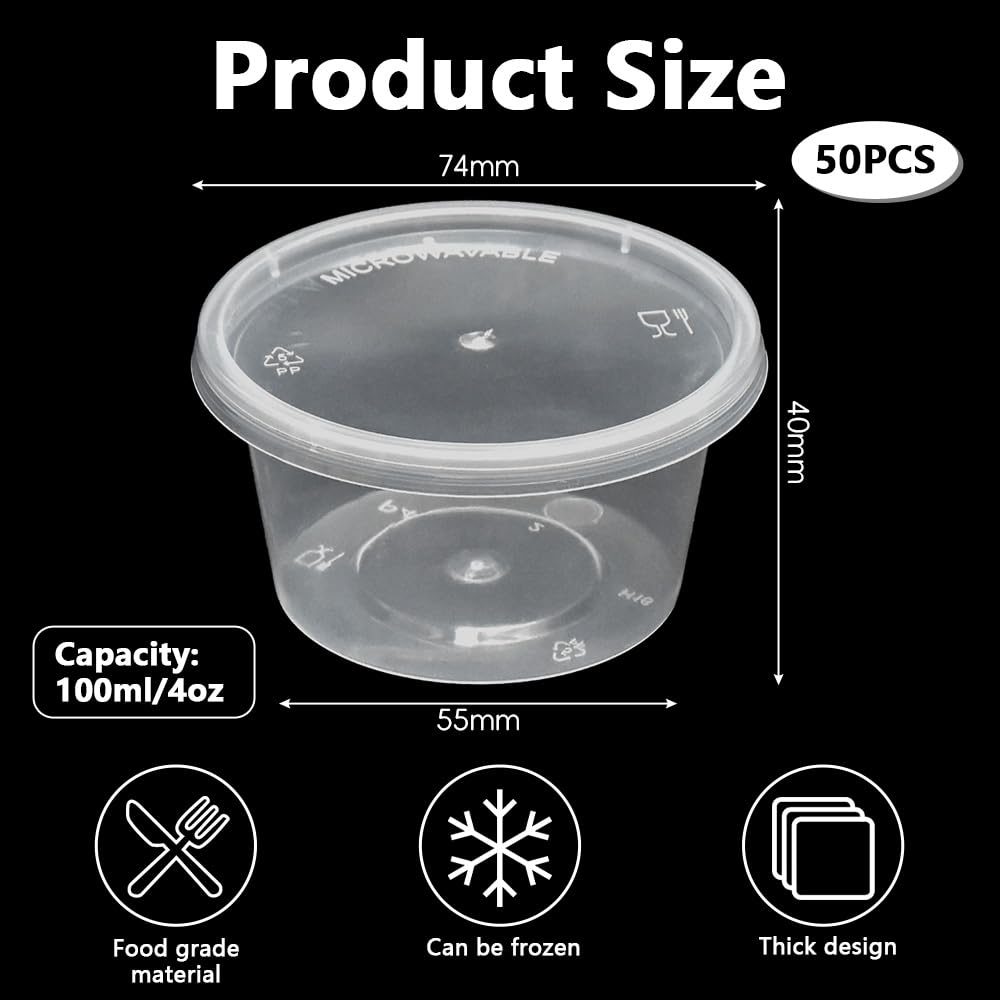 Product Size
50PCS
74mm
MICROWAVABLE
5
PP
40mm
Capacity:
100ml/4oz
55mm
Food grade
material
Can be frozen
Thick design